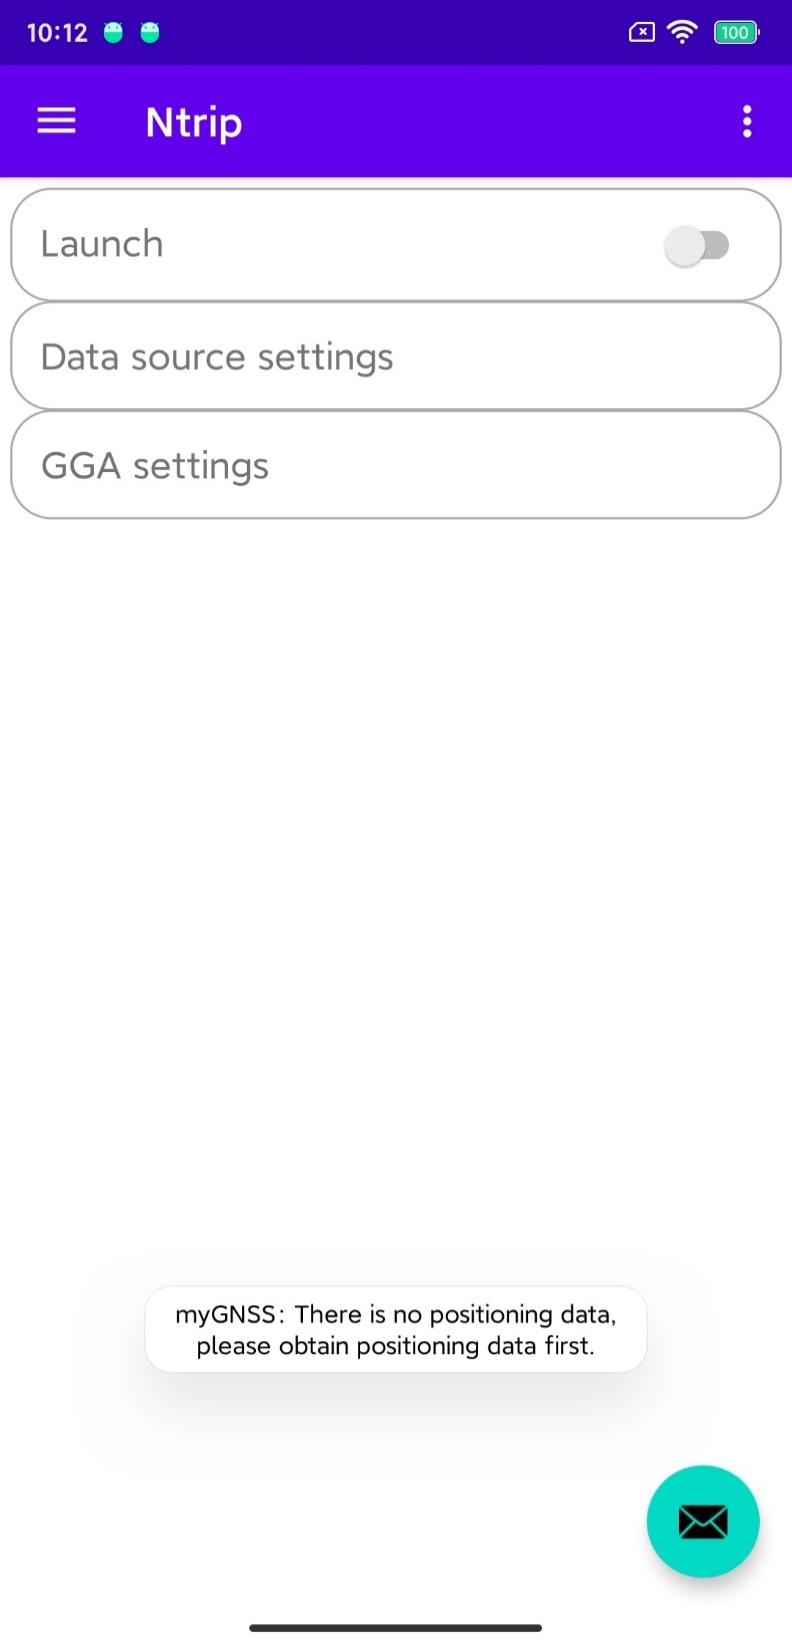 10:12
100
Ntrip
Launch
Data source settings
GGA settings
myGNSS: There is no positioning data,
please obtain positioning data first.